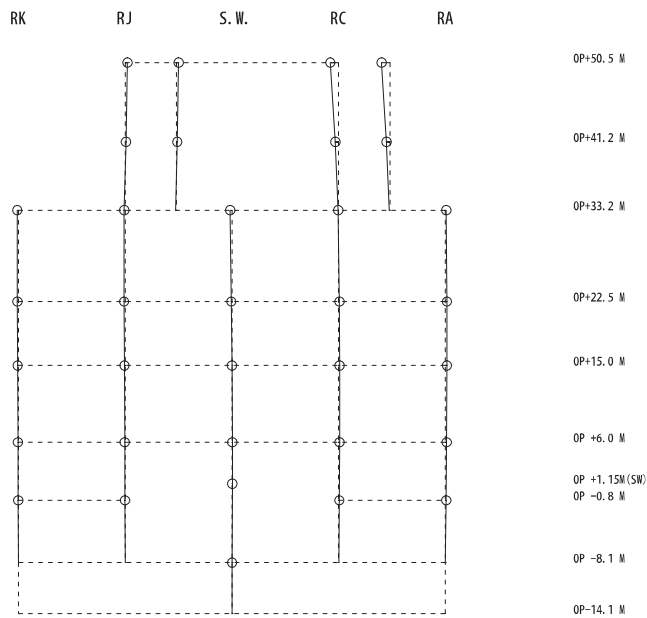 RK RJ S.W. RC RA
OP+50.5 M
OP+41.2 M
OP+33.2 M
OP+22.5 M
OP+15.0 M
OP +6.0 M
OP +1.15M(SW)
OP -0.8 M
OP -8.1 M
OP-14.1 M